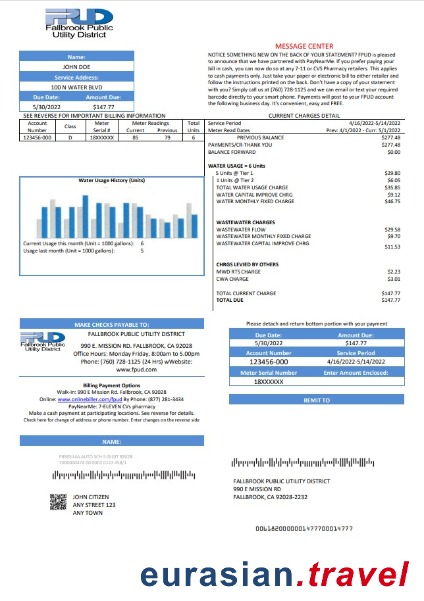 FPUD
Fallbrook Public
Utility District
Name:
JOHN DOE
Service Address:
100 N WATER BLVD
Due Date: Amount Due:
5/30/2022 $147.77
MESSAGE CENTER
NOTICE SOMETHING NEW ON THE BACK OF YOUR STATEMENT? FPUD is pleased
to announce that we have partnered with PayNearMe. If you prefer paying your
bill in cash, you can now do so at any 7-11 or CVS Pharmacy retailers. This applies
to cash payments only. Just take your paper or electronic bill to either retailer and
follow the instructions printed on the back. Don't have a copy of your statement
with you? Simply call us at (760) 728-1125 and we can email or text your required
barcode directly to your smart phone. Payments will post to your FPUD account
the following business day. It's convenient, easy and FREE.
SEE REVERSE FOR IMPORTANT BILLING INFORMATION
Account Number Class Meter Serial # Meter Readings Current Previous Total Units
123456-000 D 18XXXXXX 85 79 6
CURRENT CHARGES DETAIL
Service Period 4/16/2022-5/14/2022
Meter Read Dates Prev: 4/1/2022 - Curr: 5/1/2022
PREVIOUS BALANCE $277.48
PAYMENTS/CR-THANK YOU $277.48
BALANCE FORWARD $0.00
WATER USAGE = 6 Units
5 Units @ Tier 1 $29.80
1 Units @ Tier 2 $6.05
TOTAL WATER USAGE CHARGE $35.85
WATER CAPITAL IMPROVE CHRG $9.12
WATER MONTHLY FIXED CHARGE $46.75
WASTEWATER CHARGES
WASTEWATER FLOW $29.58
WASTEWATER MONTHLY FIXED CHARGE $9.70
WASTEWATER CAPITAL IMPROVE CHRG $11.53
CHRGS LEVIED BY OTHERS
MWD RTS CHARGE $2.23
CWA CHARGE $3.01
TOTAL CURRENT CHARGE $147.77
TOTAL DUE $147.77
Water Usage History (Units)
Current Usage this month (Unit = 1000 gallons): 6
Usage last month (Unit = 1000 gallons): 5
MAKE CHECKS PAYABLE TO:
FPUD
Fallbrook Public
Utility District
FALLBROOK PUBLIC UTILITY DISTRICT
990 E. MISSION RD. FALLBROOK, CA 92028
Office Hours: Monday Friday, 8:00am to 5.00pm
Phone: (760) 728-1125 (24 Hrs) wWebsite:
www.fpud.com
Billing Payment Options
Walk-in: 990 E Mission Rd. Fallbrook, CA 92028
Online: www.onlinebiller.com/fpud By Phone: (877) 281-3434
PayNearMe: 7-ELEVEN CVs pharmacy
Make a cash payment at participating locations. See reverse for details.
Check here for change of address or phone number. Enter changes on the reverse side
Please detach and return bottom portion with your payment
Due Date: Amount Due:
5/30/2022 $147.77
Account Number Service Period
123456-000 4/16/2022-5/14/2022
Meter Serial Number Enter Amount Enclosed:
18XXXXXX
REMIT TO
NAME:
JOHN CITIZEN
ANY STREET 123
ANY TOWN
FALLBROOK PUBLIC UTILITY DISTRICT
990 E MISSION RD
FALLBROOK, CA 92028-2232
eurasian.travel